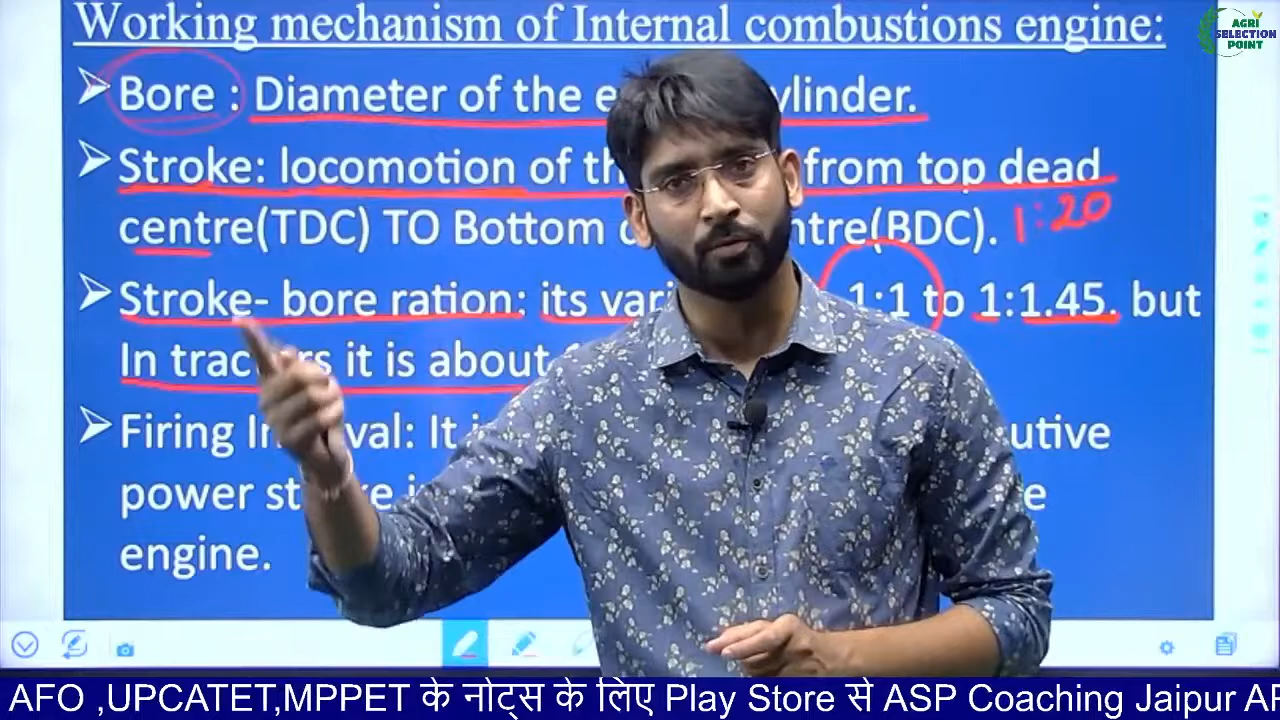 Working mechanism of Internal combustions engine:
AGRI
SELECTION
POINT
Bore : Diameter of the e ylinder.
Stroke: locomotion of th from top dead
centre(TDC) TO Bottom d ntre(BDC). 1:20
Stroke- bore ration: its vari 1:1 to 1:1.45. but
In trac rs it is about
Firing In val: It i utive
power st ke i e
engine.
AFO ,UPCATET,MPPET के नोट्स के लिए Play Store से ASP Coaching Jaipur